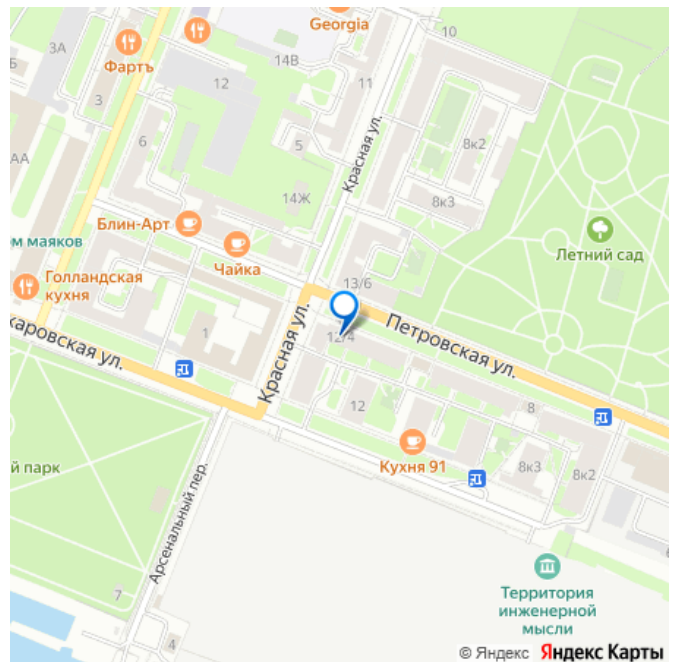 Georgia
10
3А
Фартъ
14В
12
11
3
6
5
8к2
АА
Красная ул.
14Ж
8к3
Блин-Арт
ом маяков
Чайка
Летний сад
Голландская
кухня
13/6
1
12/4
Петровская ул.
каровская ул.
Красная ул.
12
8
Кухня 91
8к3
8к2
й парк
Арсенальный пер.
7
4
Территория
инженерной
мысли
© Яндекс Яндекс Карты